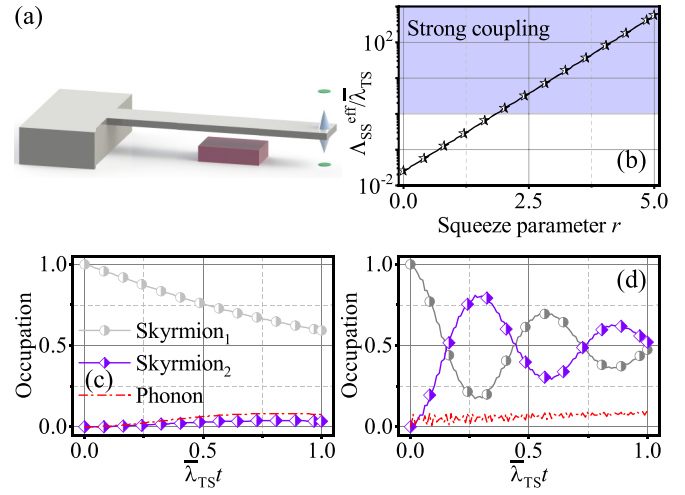 (a)
Strong coupling
(b)
Λ_SS^eff/λ̄_TS
10^2
10^-2
0.0 2.5 5.0
Squeeze parameter r
1.0
0.5
0.0
Occupation
Skyrmion_1
Skyrmion_2
(c)
Phonon
0.0 0.5 1.0
λ̄_TS t
(d)
1.0
0.5
0.0
Occupation
0.0 0.5 1.0
λ̄_TS t